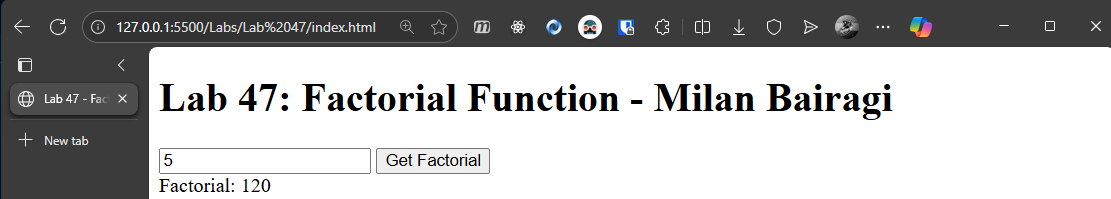 127.0.0.1:5500/Labs/Lab%2047/index.html
Lab 47 - Fac
New tab
Lab 47: Factorial Function - Milan Bairagi
5 Get Factorial
Factorial: 120